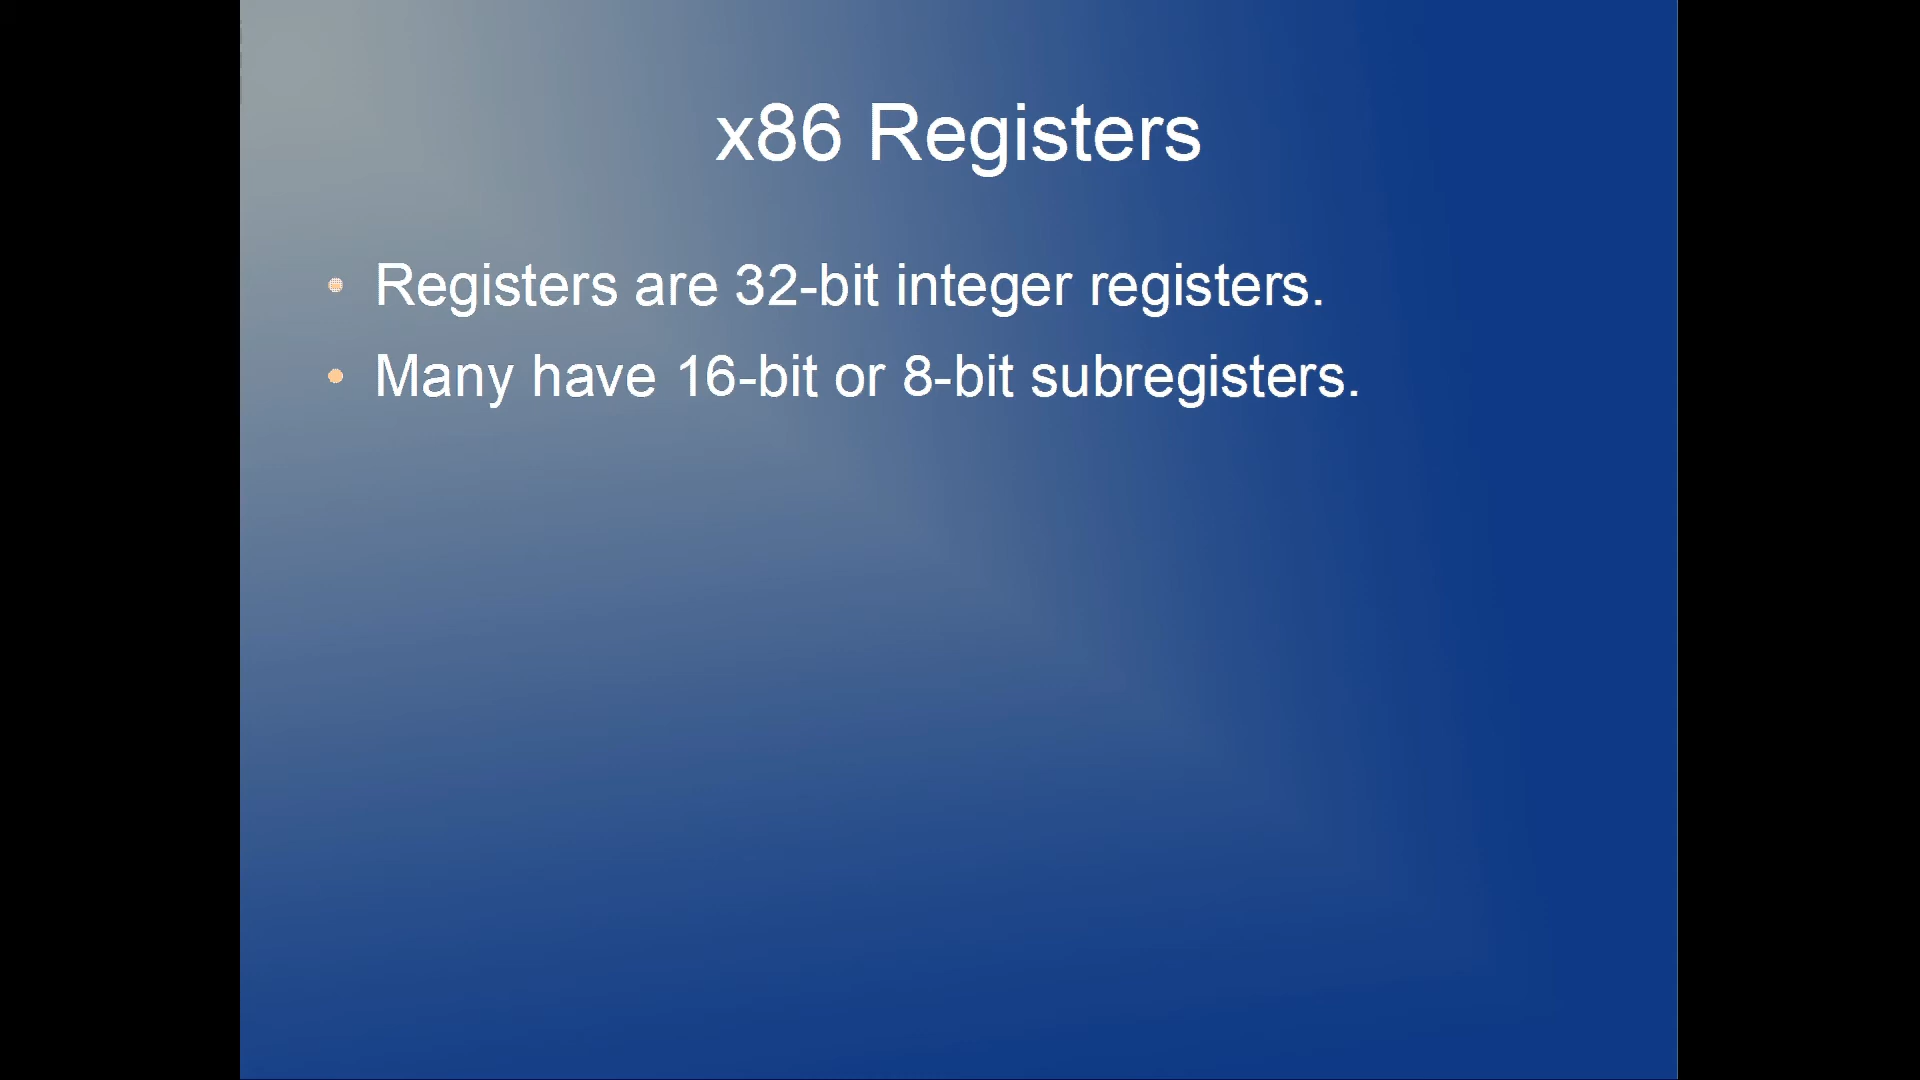 x86 Registers
Registers are 32-bit integer registers.
Many have 16-bit or 8-bit subregisters.